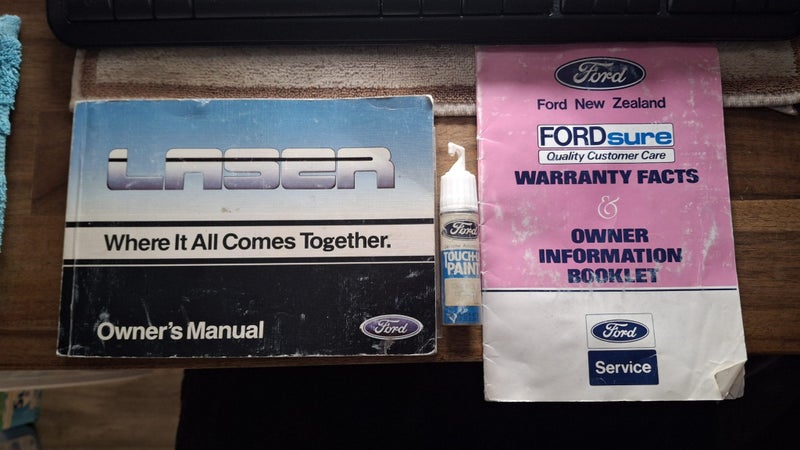 LASER
Where It All Comes Together.
Owner's Manual
Ford
Ford
TOUCH-U
PAINT
Ford
Ford New Zealand
FORDsure
Quality Customer Care
WARRANTY FACTS
&
OWNER
INFORMATION
BOOKLET
Ford
Service